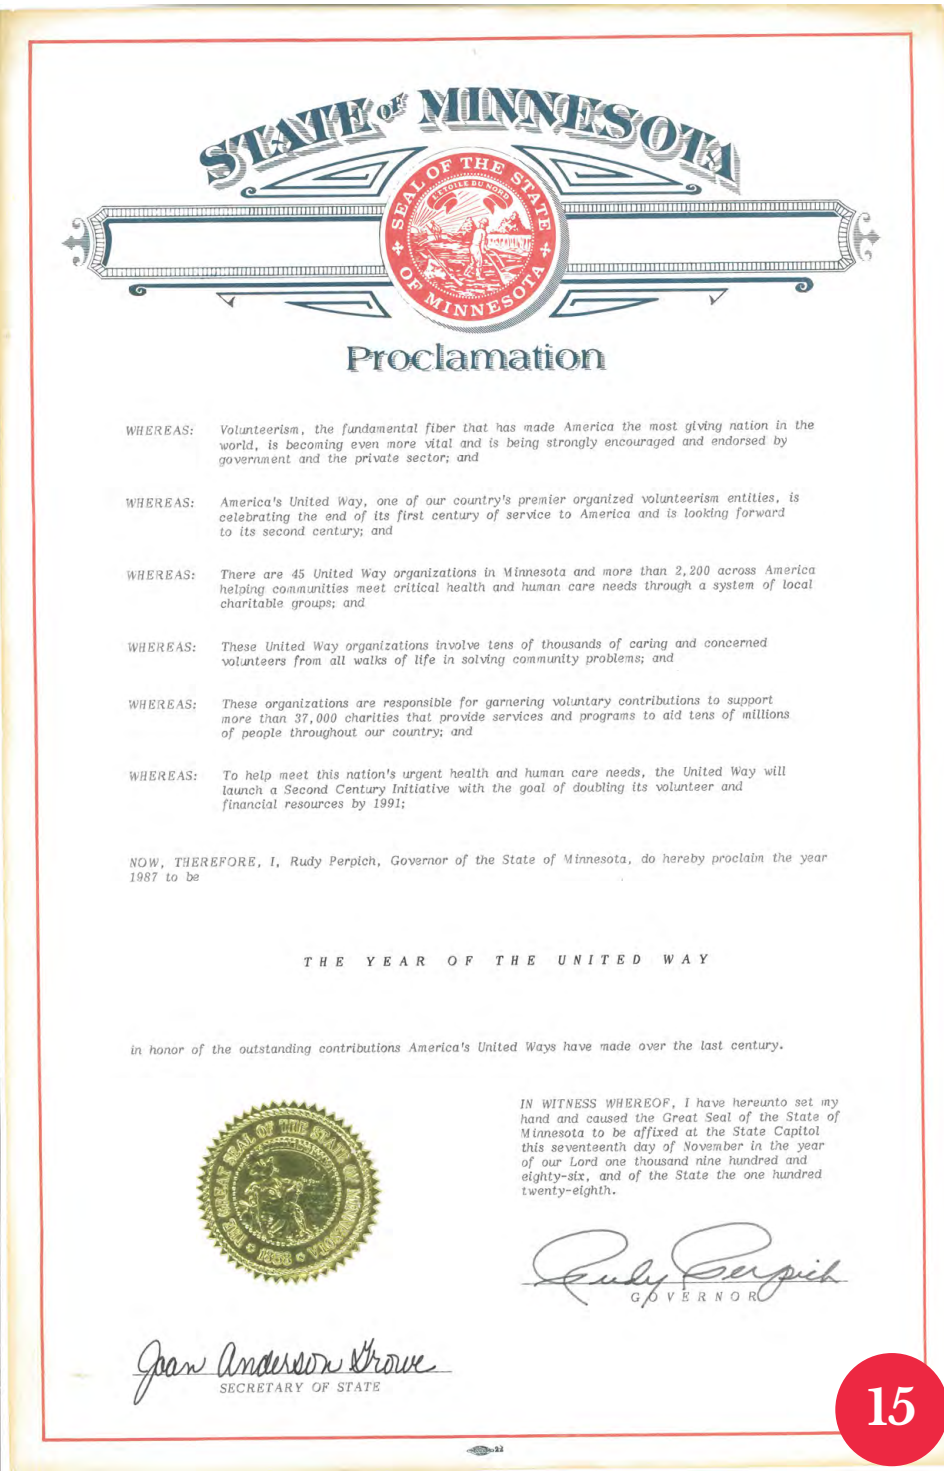 STATE OF MINNESOTA
SEAL OF THE STATE OF MINNESOTA
L'ETOILE DU NORD
Proclamation
WHEREAS: Volunteerism, the fundamental fiber that has made America the most giving nation in the
world, is becoming even more vital and is being strongly encouraged and endorsed by
government and the private sector; and
WHEREAS: America's United Way, one of our country's premier organized volunteerism entities, is
celebrating the end of its first century of service to America and is looking forward
to its second century; and
WHEREAS: There are 45 United Way organizations in Minnesota and more than 2,200 across America
helping communities meet critical health and human care needs through a system of local
charitable groups; and
WHEREAS: These United Way organizations involve tens of thousands of caring and concerned
volunteers from all walks of life in solving community problems; and
WHEREAS: These organizations are responsible for garnering voluntary contributions to support
more than 37,000 charities that provide services and programs to aid tens of millions
of people throughout our country; and
WHEREAS: To help meet this nation's urgent health and human care needs, the United Way will
launch a Second Century Initiative with the goal of doubling its volunteer and
financial resources by 1991;
NOW, THEREFORE, I, Rudy Perpich, Governor of the State of Minnesota, do hereby proclaim the year
1987 to be
THE YEAR OF THE UNITED WAY
in honor of the outstanding contributions America's United Ways have made over the last century.
IN WITNESS WHEREOF, I have hereunto set my
hand and caused the Great Seal of the State of
Minnesota to be affixed at the State Capitol
this seventeenth day of November in the year
of our Lord one thousand nine hundred and
eighty-six, and of the State the one hundred
twenty-eighth.
THE GREAT SEAL OF THE STATE OF MINNESOTA
1858
Rudy Perpich
GOVERNOR
Joan Anderson Growe
SECRETARY OF STATE
15